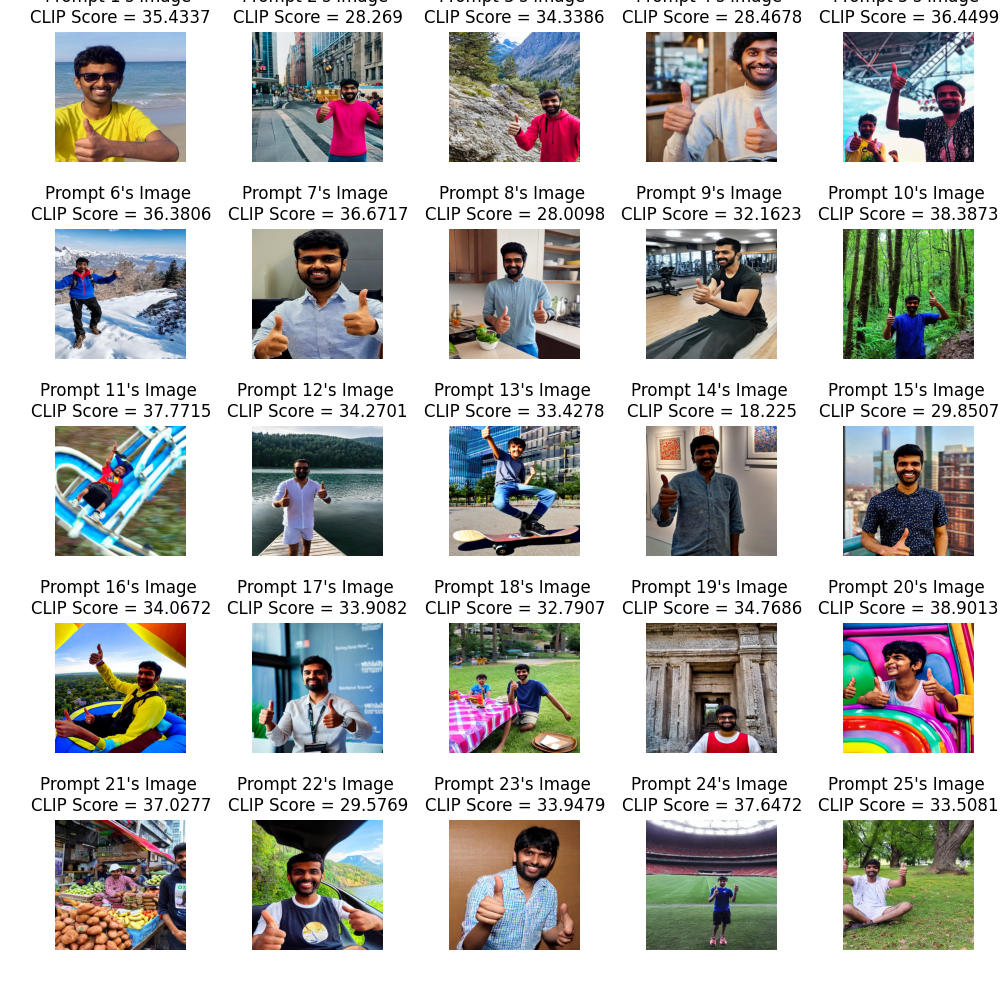 Prompt 1's Image Prompt 2's Image Prompt 3's Image Prompt 4's Image Prompt 5's Image
CLIP Score = 35.4337 CLIP Score = 28.269 CLIP Score = 34.3386 CLIP Score = 28.4678 CLIP Score = 36.4499
Prompt 6's Image Prompt 7's Image Prompt 8's Image Prompt 9's Image Prompt 10's Image
CLIP Score = 36.3806 CLIP Score = 36.6717 CLIP Score = 28.0098 CLIP Score = 32.1623 CLIP Score = 38.3873
Prompt 11's Image Prompt 12's Image Prompt 13's Image Prompt 14's Image Prompt 15's Image
CLIP Score = 37.7715 CLIP Score = 34.2701 CLIP Score = 33.4278 CLIP Score = 18.225 CLIP Score = 29.8507
Prompt 16's Image Prompt 17's Image Prompt 18's Image Prompt 19's Image Prompt 20's Image
CLIP Score = 34.0672 CLIP Score = 33.9082 CLIP Score = 32.7907 CLIP Score = 34.7686 CLIP Score = 38.9013
Prompt 21's Image Prompt 22's Image Prompt 23's Image Prompt 24's Image Prompt 25's Image
CLIP Score = 37.0277 CLIP Score = 29.5769 CLIP Score = 33.9479 CLIP Score = 37.6472 CLIP Score = 33.5081